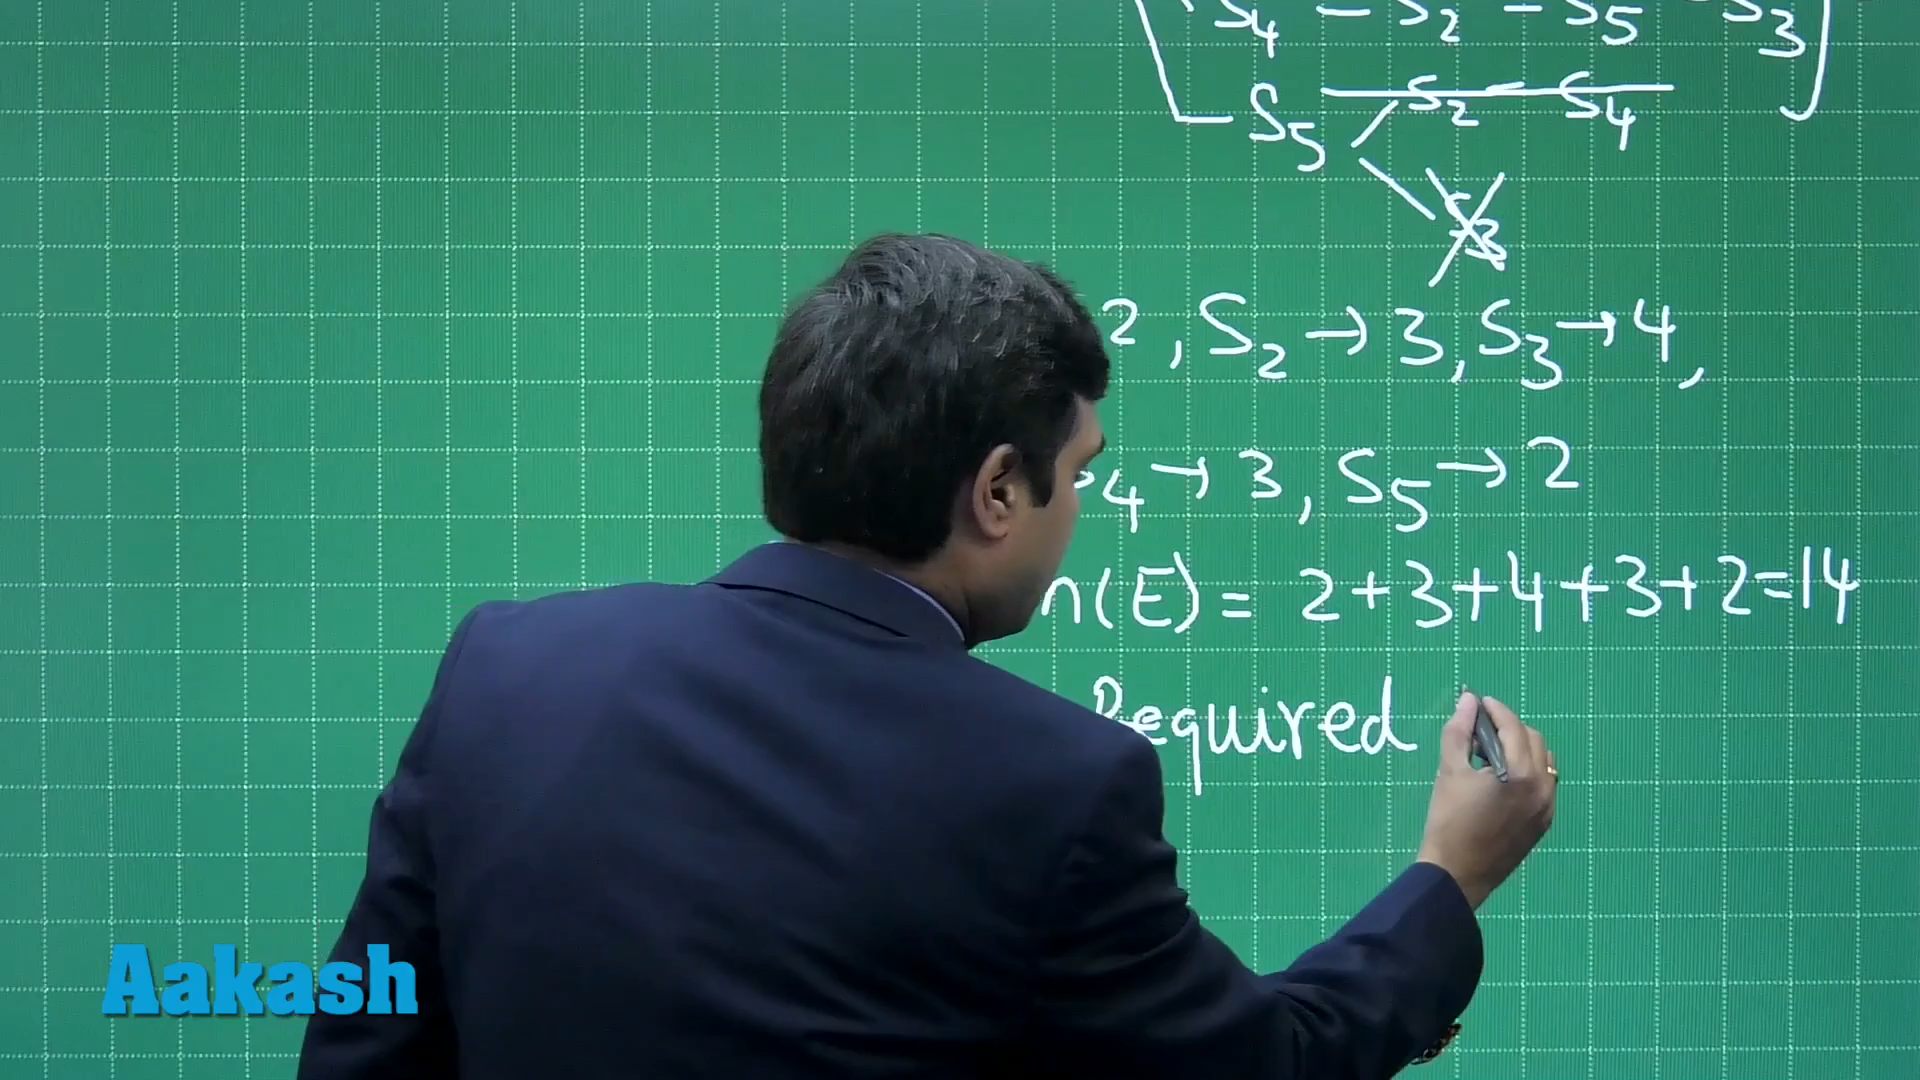 S4 – S2 – S5 – S3
S5 S2 – S4
S3
2, S2 → 3, S3 → 4,
4 → 3, S5 → 2
n(E) = 2+3+4+3+2=14
Required
Aakash